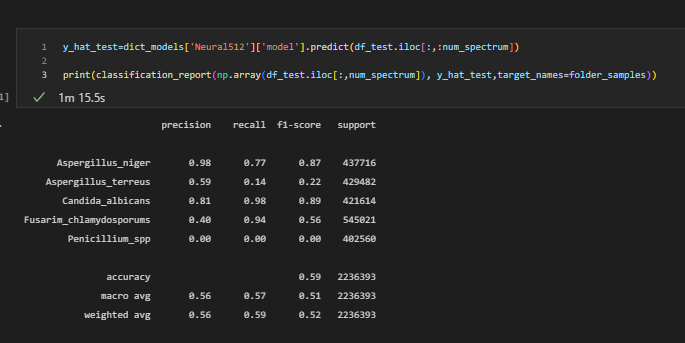 1 y_hat_test=dict_models['Neural512']['model'].predict(df_test.iloc[:,:num_spectrum])
2
3 print(classification_report(np.array(df_test.iloc[:,num_spectrum]), y_hat_test,target_names=folder_samples))
1] ✓ 1m 15.5s
precision recall f1-score support
Aspergillus_niger 0.98 0.77 0.87 437716
Aspergillus_terreus 0.59 0.14 0.22 429482
Candida_albicans 0.81 0.98 0.89 421614
Fusarim_chlamydosporums 0.40 0.94 0.56 545021
Penicillium_spp 0.00 0.00 0.00 402560
accuracy 0.59 2236393
macro avg 0.56 0.57 0.51 2236393
weighted avg 0.56 0.59 0.52 2236393